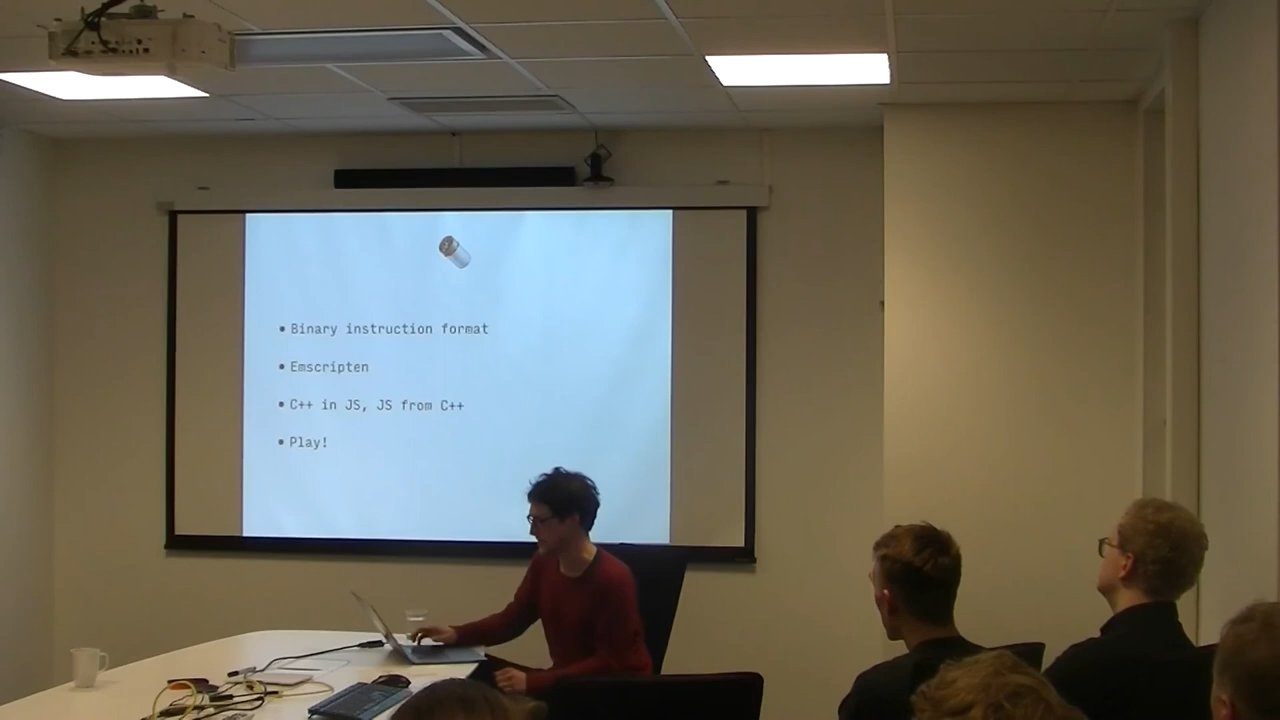 • Binary instruction format
• Emscripten
• C++ in JS, JS from C++
• Play!